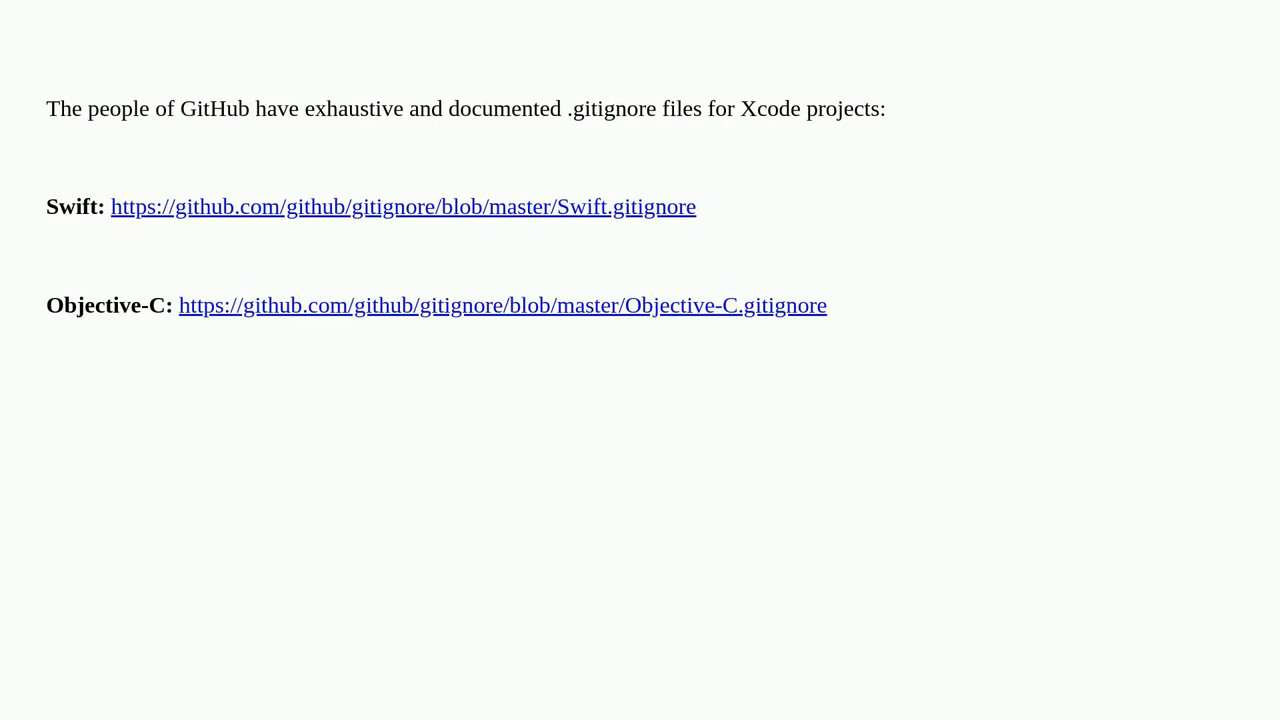 The people of GitHub have exhaustive and documented .gitignore files for Xcode projects:
Swift: https://github.com/github/gitignore/blob/master/Swift.gitignore
Objective-C: https://github.com/github/gitignore/blob/master/Objective-C.gitignore